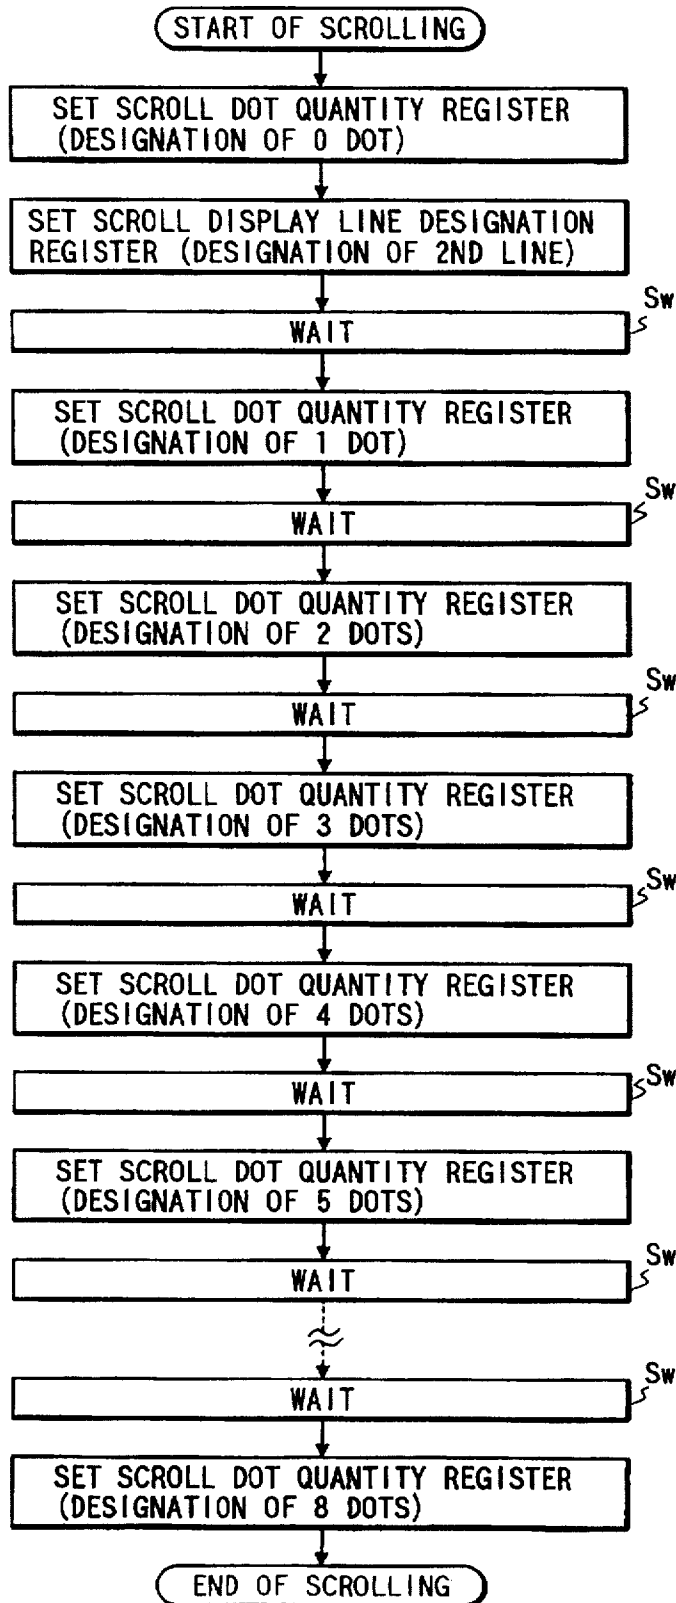 START OF SCROLLING
SET SCROLL DOT QUANTITY REGISTER
(DESIGNATION OF 0 DOT)
SET SCROLL DISPLAY LINE DESIGNATION
REGISTER (DESIGNATION OF 2ND LINE)
Sw
WAIT
SET SCROLL DOT QUANTITY REGISTER
(DESIGNATION OF 1 DOT)
Sw
WAIT
SET SCROLL DOT QUANTITY REGISTER
(DESIGNATION OF 2 DOTS)
Sw
WAIT
SET SCROLL DOT QUANTITY REGISTER
(DESIGNATION OF 3 DOTS)
Sw
WAIT
SET SCROLL DOT QUANTITY REGISTER
(DESIGNATION OF 4 DOTS)
Sw
WAIT
SET SCROLL DOT QUANTITY REGISTER
(DESIGNATION OF 5 DOTS)
Sw
WAIT
Sw
WAIT
SET SCROLL DOT QUANTITY REGISTER
(DESIGNATION OF 8 DOTS)
END OF SCROLLING